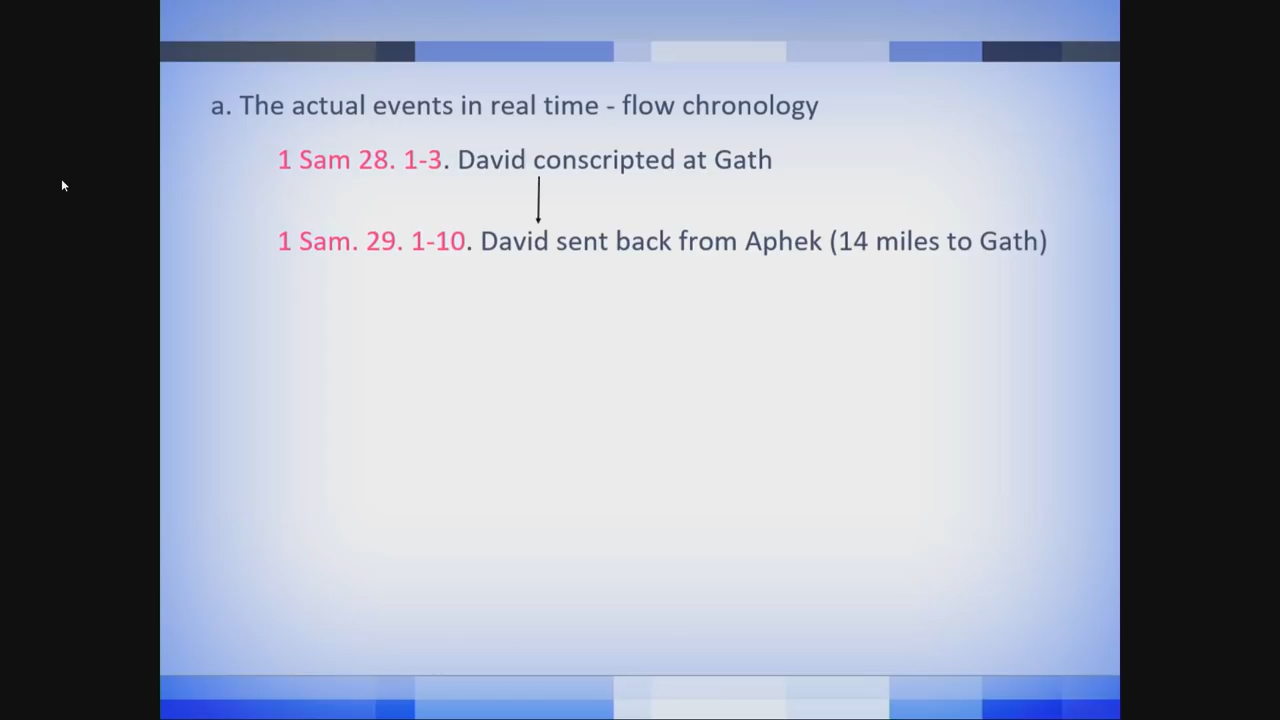 a. The actual events in real time - flow chronology
1 Sam 28. 1-3. David conscripted at Gath
1 Sam. 29. 1-10. David sent back from Aphek (14 miles to Gath)